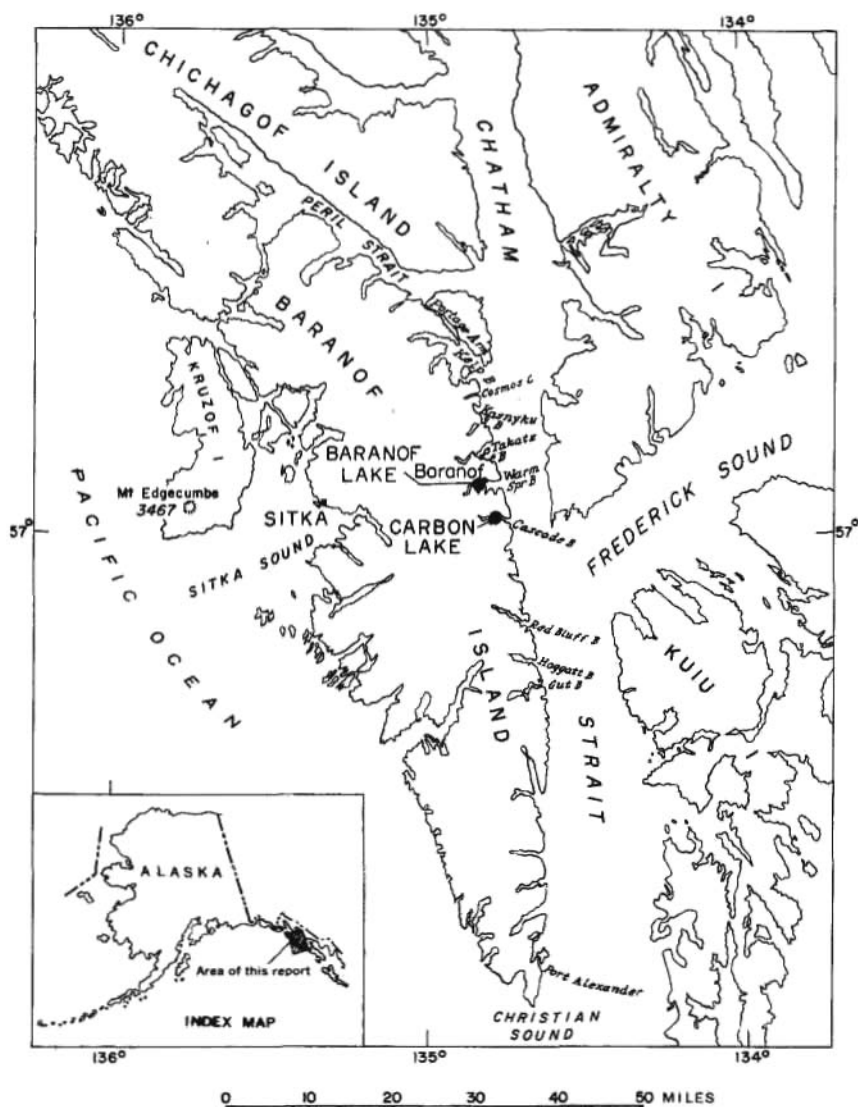 136°
135°
134°
CHICHAGOF
ISLAND
PERIL STRAIT
CHATHAM
ADMIRALTY
I
BARANOF
Portage Arm
Cosmos C
Kasnyku
B
Takatz
B
KRUZOF I
BARANOF
LAKE
Baranof
Warm
Spr B
Mt Edgecumbe
3467
SITKA
57°
CARBON
LAKE
Cascade B
57°
FREDERICK SOUND
SITKA SOUND
PACIFIC OCEAN
Red Bluff B
Hoggatt B
Gut B
ISLAND
KUIU
I
STRAIT
ALASKA
Area of this report
INDEX MAP
Port Alexander
CHRISTIAN
SOUND
136°
135°
134°
0 10 20 30 40 50 MILES